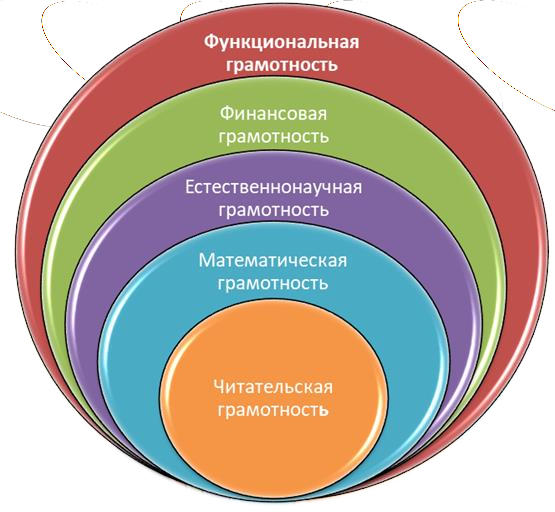 Функциональная
грамотность
Финансовая
грамотность
Естественнонаучная
грамотность
Математическая
грамотность
Читательская
грамотность